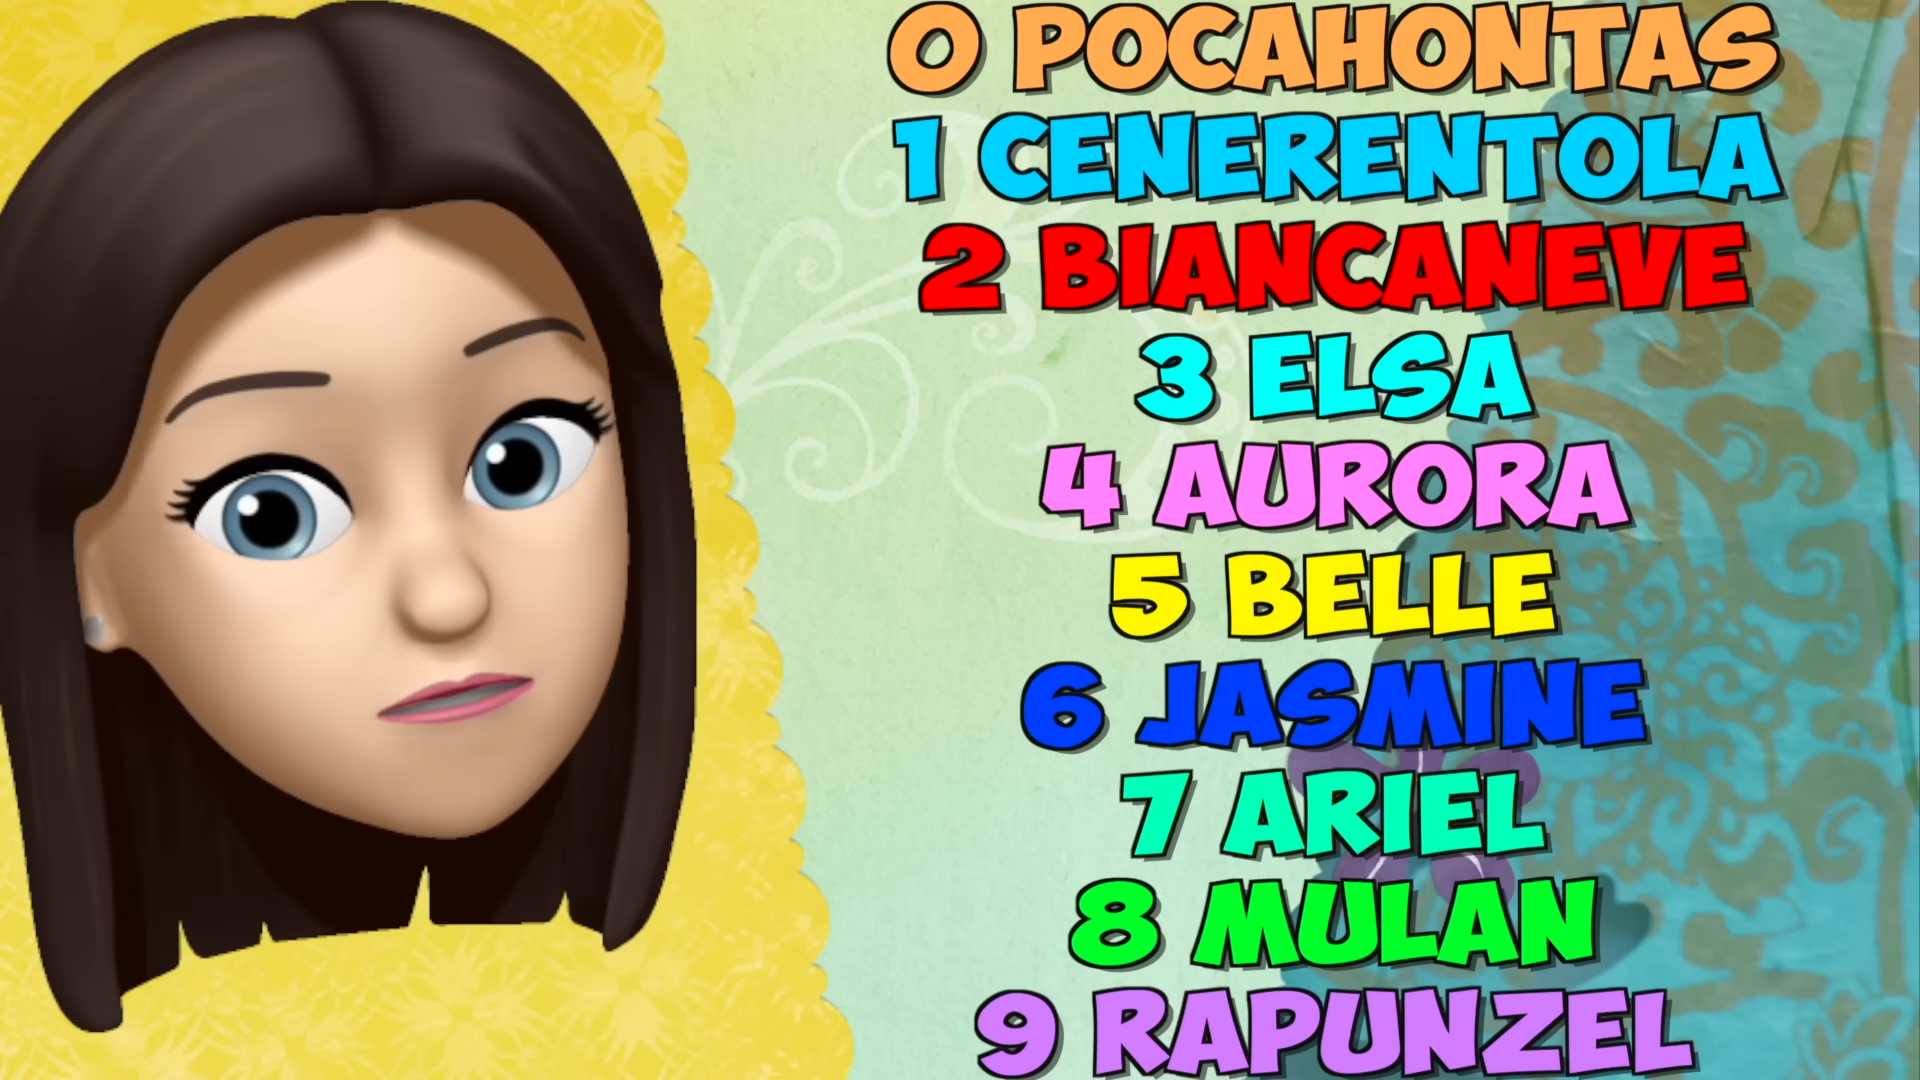 0 POCAHONTAS
1 CENERENTOLA
2 BIANCANEVE
3 ELSA
4 AURORA
5 BELLE
6 JASMINE
7 ARIEL
8 MULAN
9 RAPUNZEL